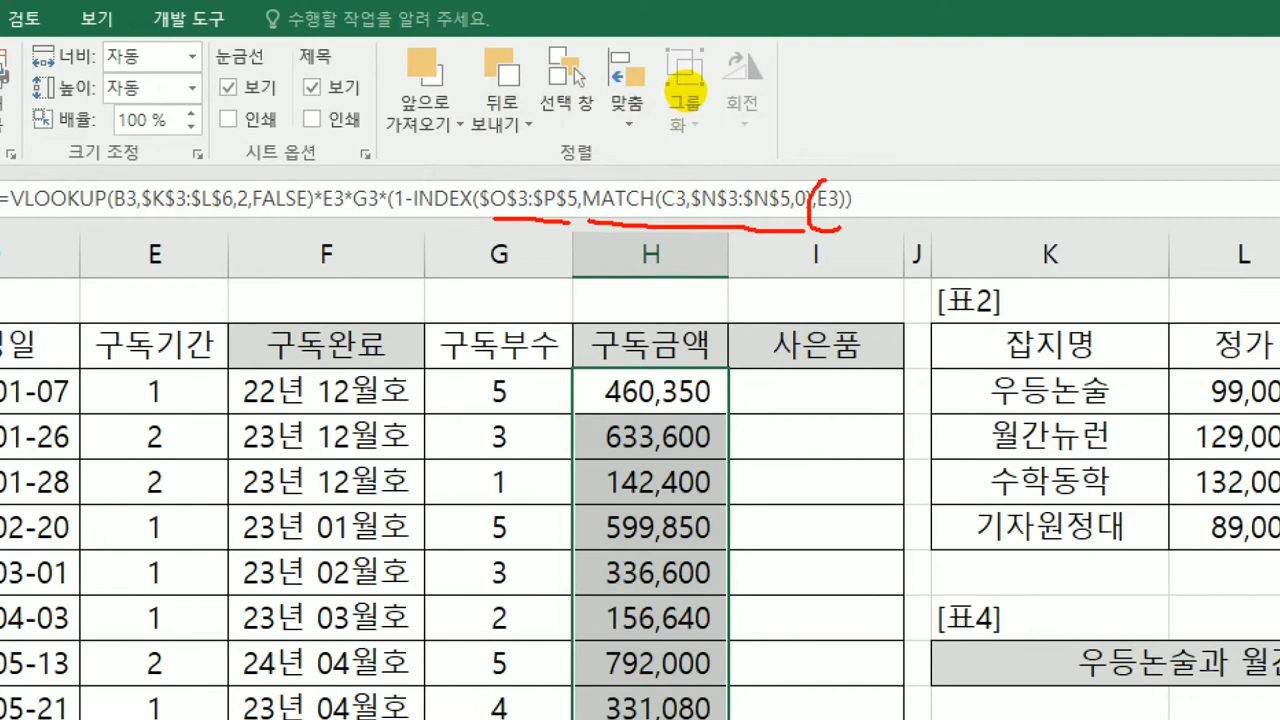 검토 보기 개발 도구 수행할 작업을 알려 주세요.
너비: 자동 눈금선 제목
높이: 자동 보기 보기
배율: 100 % 인쇄 인쇄
앞으로 가져오기 뒤로 보내기 선택 창 맞춤 그룹화 회전
크기 조정 시트 옵션 정렬
=VLOOKUP(B3,$K$3:$L$6,2,FALSE)*E3*G3*(1-INDEX($O$3:$P$5,MATCH(C3,$N$3:$N$5,0),E3))
E F G H I J K L
[표2]
구독기간 구독완료 구독부수 구독금액 사은품 잡지명 정가
01-07 1 22년 12월호 5 460,350 우등논술 99,00
01-26 2 23년 12월호 3 633,600 월간뉴런 129,00
01-28 2 23년 12월호 1 142,400 수학동학 132,00
02-20 1 23년 01월호 5 599,850 기자원정대 89,00
03-01 1 23년 02월호 3 336,600
04-03 1 23년 03월호 2 156,640 [표4]
05-13 2 24년 04월호 5 792,000 우등논술과
05-21 1 23년 04월호 4 331,080